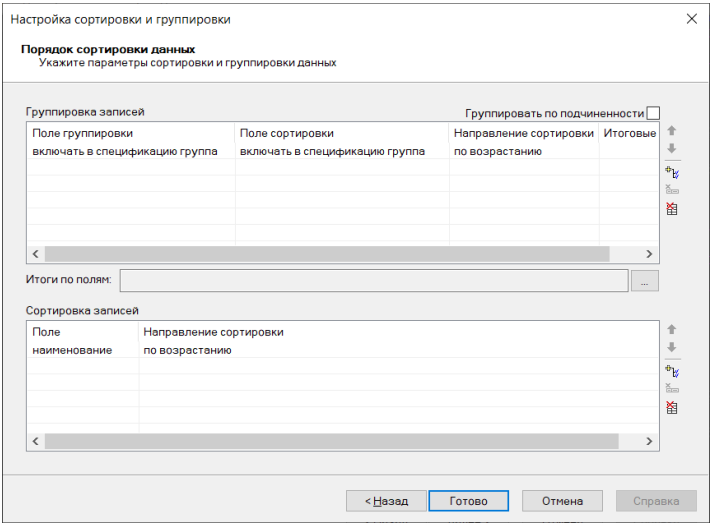 Настройка сортировки и группировки
Порядок сортировки данных
Укажите параметры сортировки и группировки данных
Группировка записей Группировать по подчиненности
Поле группировки Поле сортировки Направление сортировки Итоговые
включать в спецификацию группа включать в спецификацию группа по возрастанию
Итоги по полям: ...
Сортировка записей
Поле Направление сортировки
наименование по возрастанию
< Назад Готово Отмена Справка